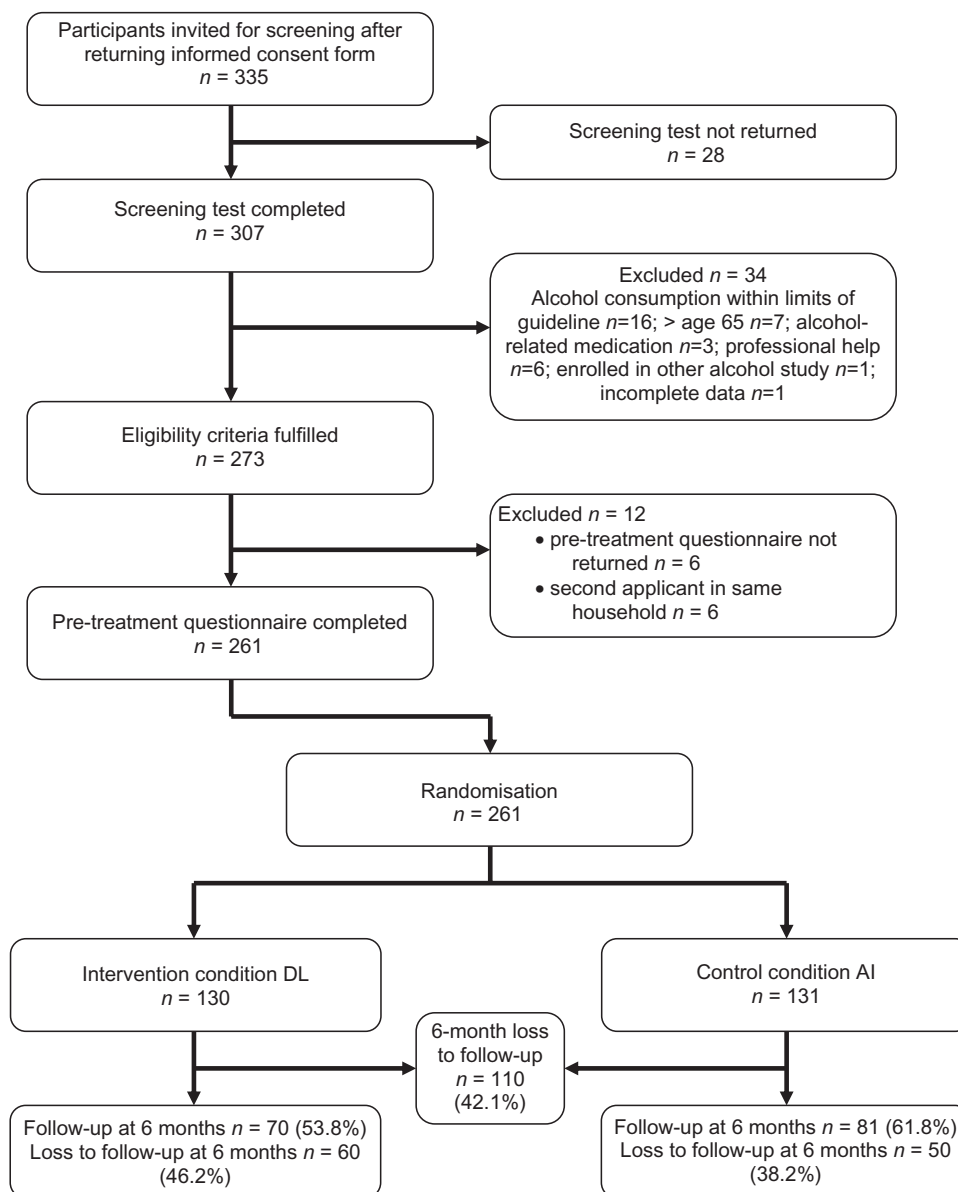 Participants invited for screening after
returning informed consent form
n = 335
Screening test not returned
n = 28
Screening test completed
n = 307
Excluded n = 34
Alcohol consumption within limits of
guideline n=16; > age 65 n=7; alcohol-
related medication n=3; professional help
n=6; enrolled in other alcohol study n=1;
incomplete data n=1
Eligibility criteria fulfilled
n = 273
Excluded n = 12
• pre-treatment questionnaire not
returned n = 6
• second applicant in same
household n = 6
Pre-treatment questionnaire completed
n = 261
Randomisation
n = 261
Intervention condition DL
n = 130
Control condition AI
n = 131
6-month loss
to follow-up
n = 110
(42.1%)
Follow-up at 6 months n = 70 (53.8%)
Loss to follow-up at 6 months n = 60
(46.2%)
Follow-up at 6 months n = 81 (61.8%)
Loss to follow-up at 6 months n = 50
(38.2%)